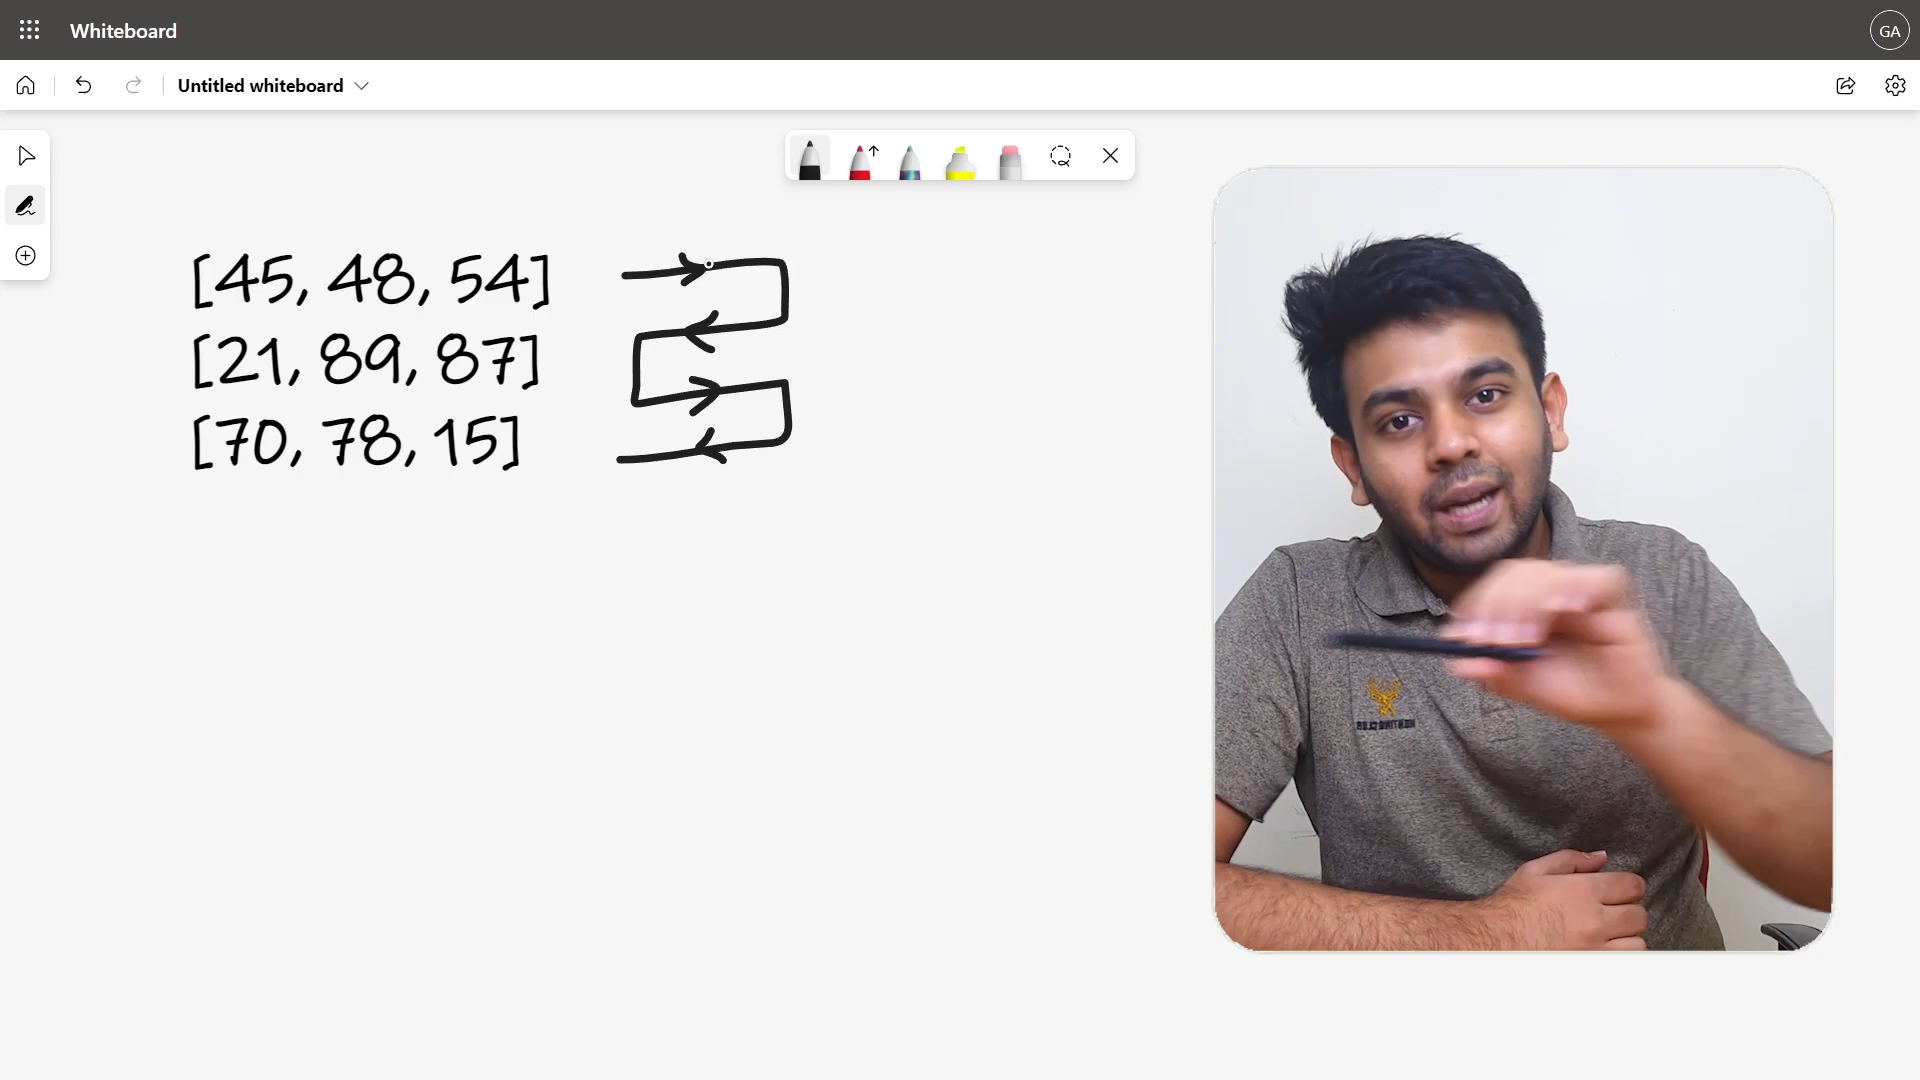 Whiteboard
GA
Untitled whiteboard
[45, 48, 54]
[21, 89, 87]
[70, 78, 15]